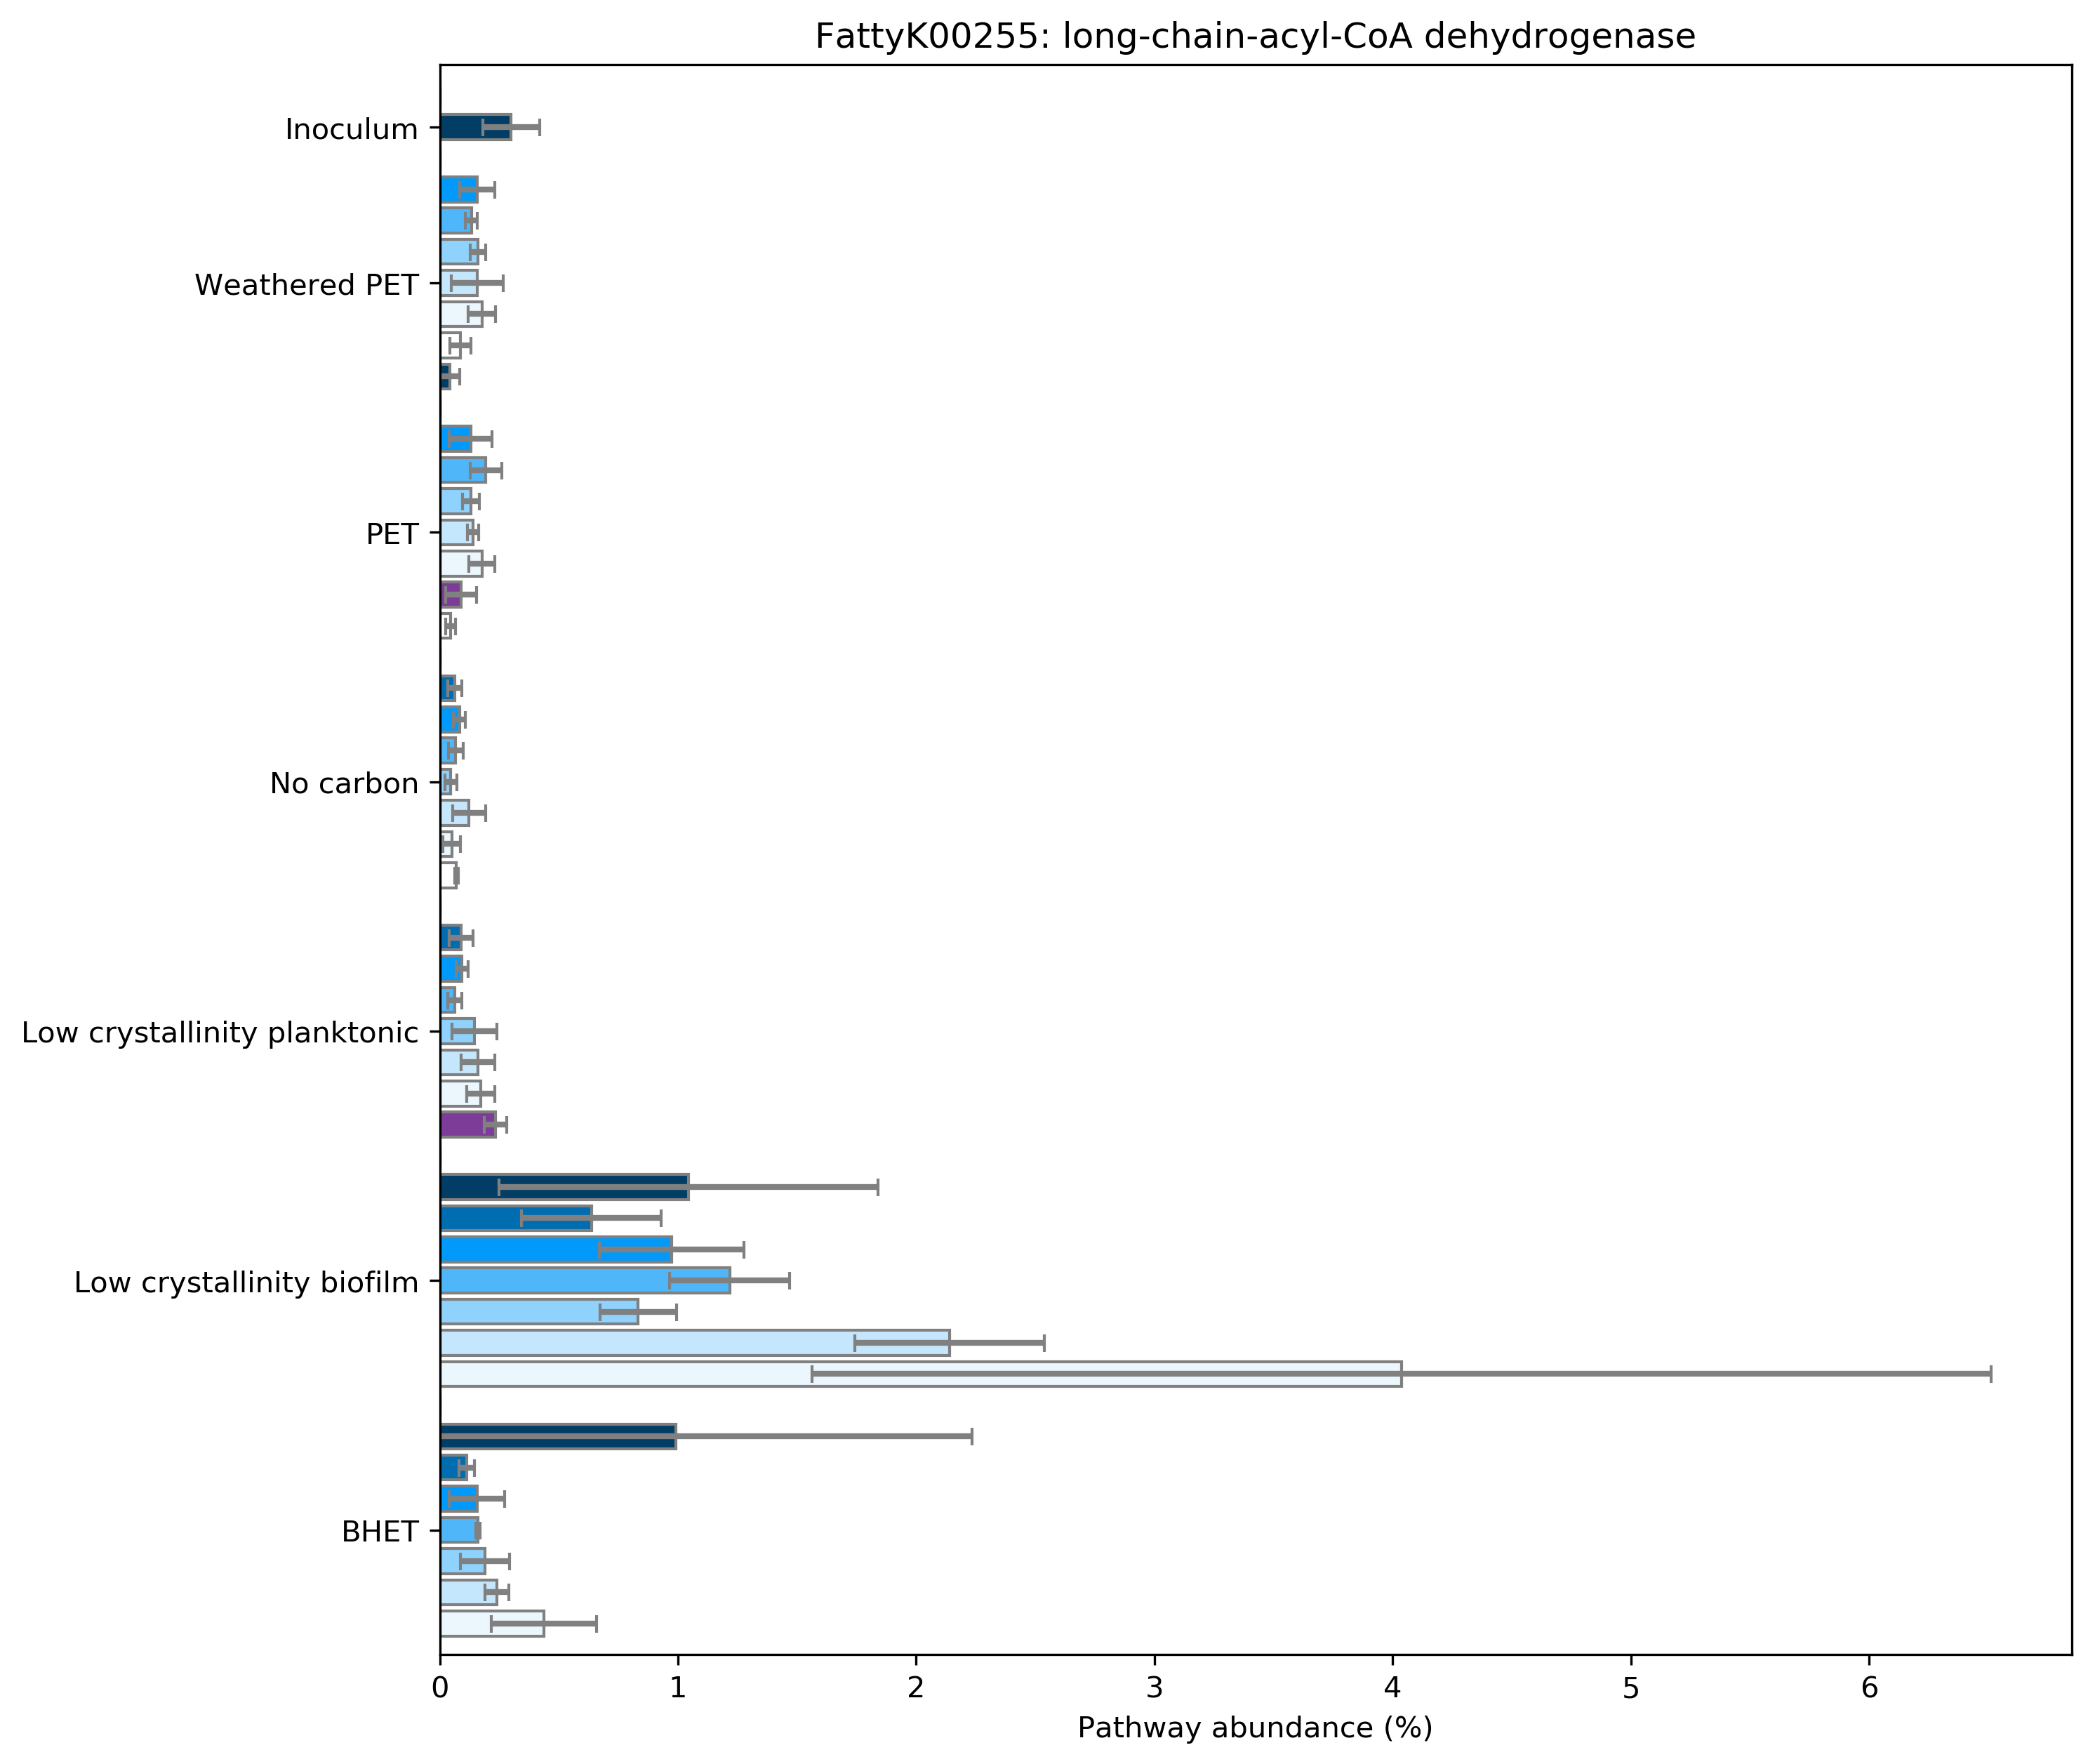 FattyK00255: long-chain-acyl-CoA dehydrogenase
Inoculum
Weathered PET
PET
No carbon
Low crystallinity planktonic
Low crystallinity biofilm
BHET
0 1 2 3 4 5 6
Pathway abundance (%)